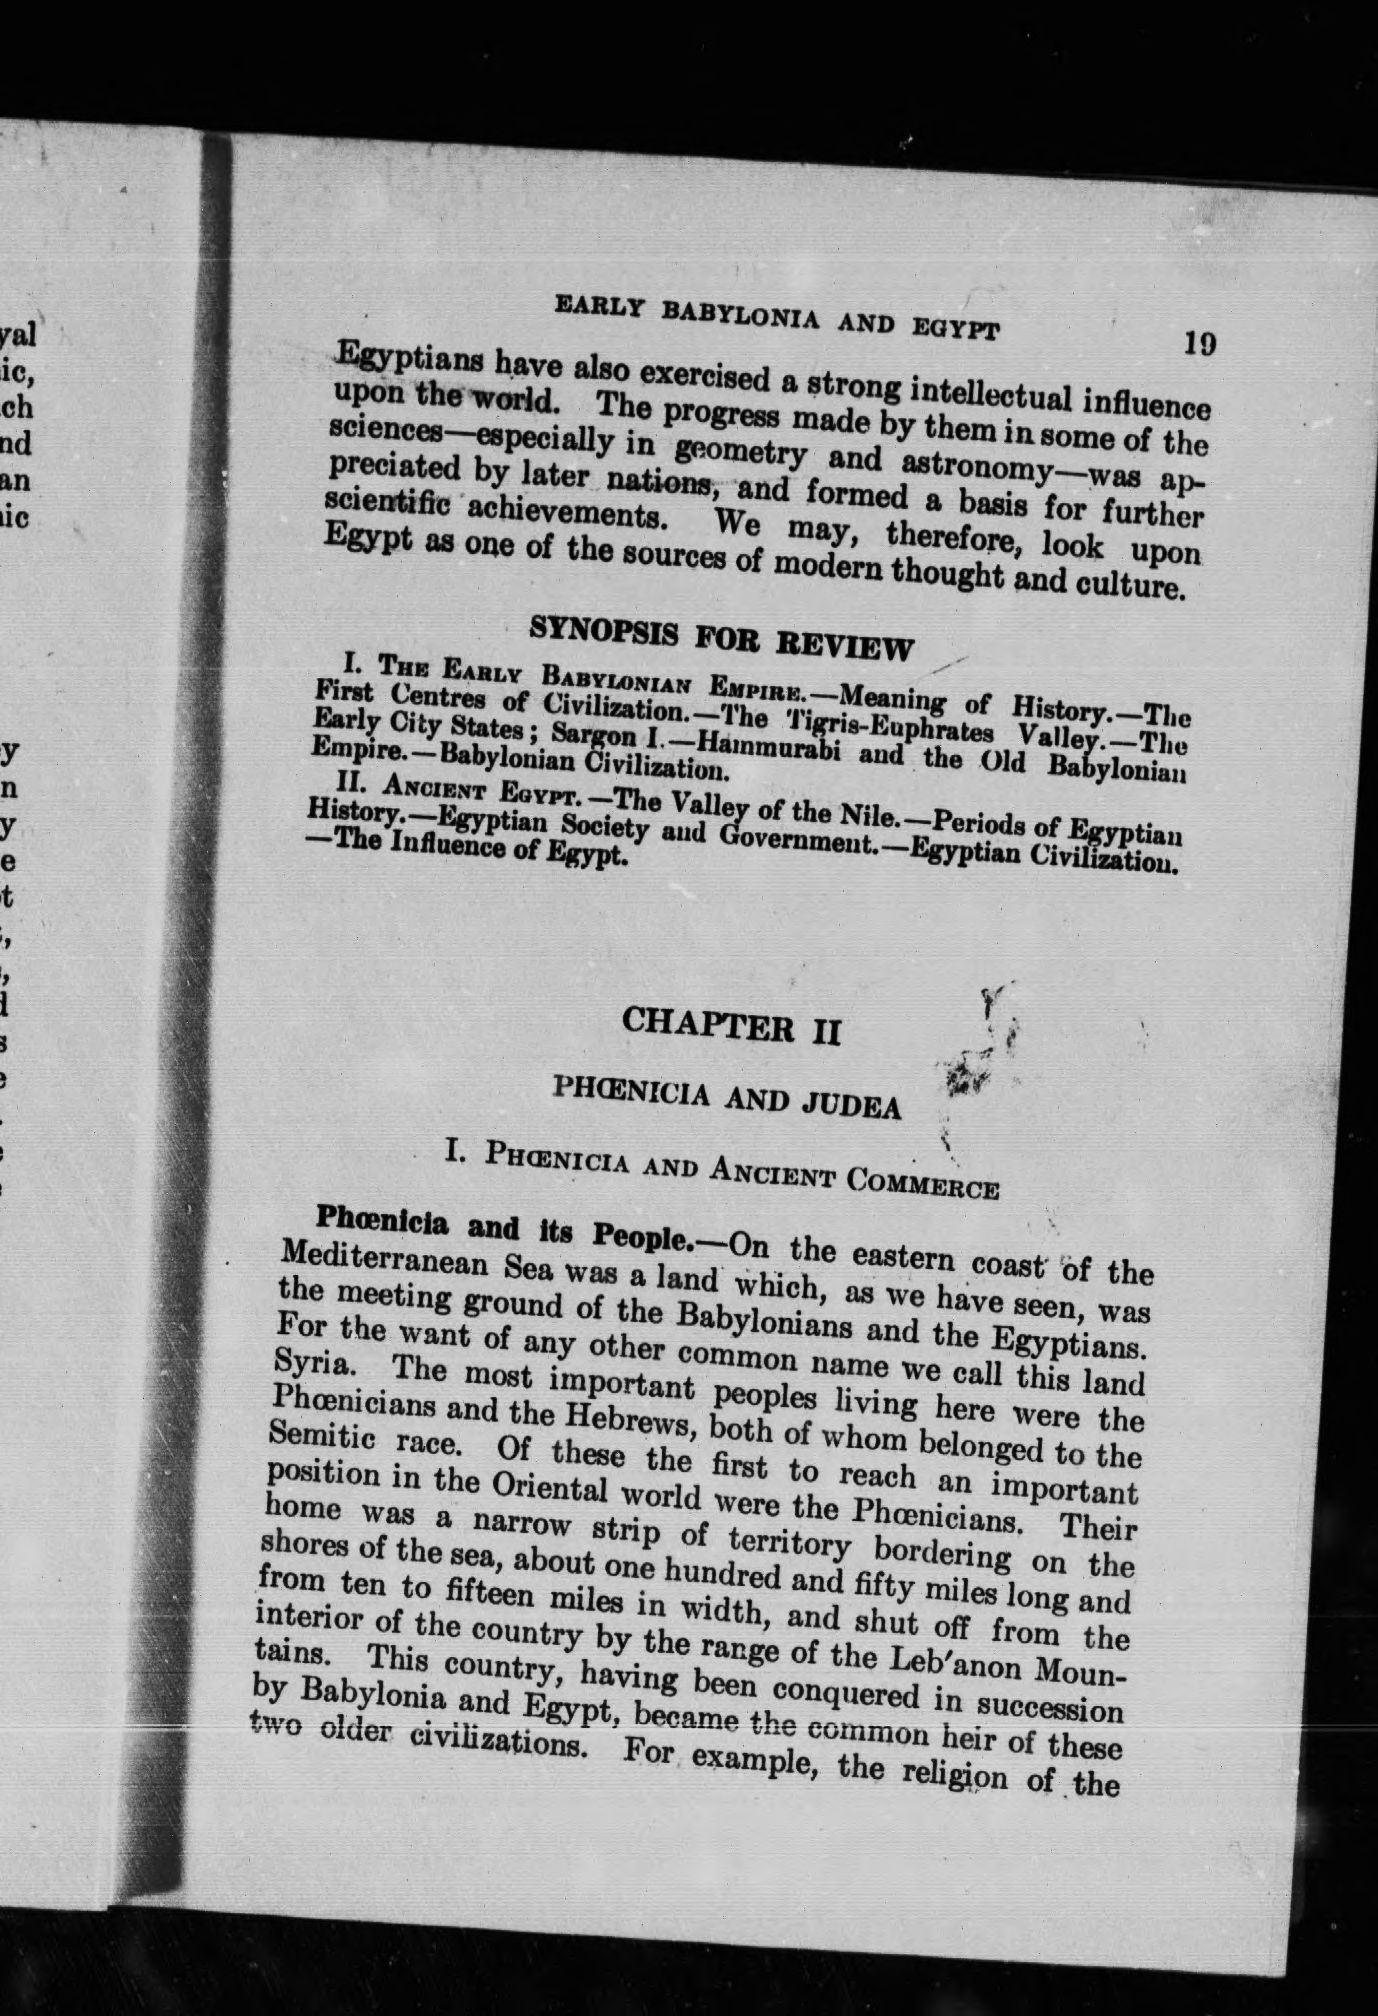 EARLY BABYLONIA AND EGYPT 19
Egyptians have also exercised a strong intellectual influence
upon the world. The progress made by them in some of the
sciences—especially in geometry and astronomy—was ap-
preciated by later nations, and formed a basis for further
scientific achievements. We may, therefore, look upon
Egypt as one of the sources of modern thought and culture.
SYNOPSIS FOR REVIEW
I. THE EARLY BABYLONIAN EMPIRE.—Meaning of History.—The
First Centres of Civilization.—The Tigris-Euphrates Valley.—The
Early City States; Sargon I.—Hammurabi and the Old Babylonian
Empire.—Babylonian Civilization.
II. ANCIENT EGYPT.—The Valley of the Nile.—Periods of Egyptian
History.—Egyptian Society and Government.—Egyptian Civilization.
—The Influence of Egypt.
CHAPTER II
PHŒNICIA AND JUDEA
I. PHŒNICIA AND ANCIENT COMMERCE
Phœnicia and its People.—On the eastern coast of the
Mediterranean Sea was a land which, as we have seen, was
the meeting ground of the Babylonians and the Egyptians.
For the want of any other common name we call this land
Syria. The most important peoples living here were the
Phœnicians and the Hebrews, both of whom belonged to the
Semitic race. Of these the first to reach an important
position in the Oriental world were the Phœnicians. Their
home was a narrow strip of territory bordering on the
shores of the sea, about one hundred and fifty miles long and
from ten to fifteen miles in width, and shut off from the
interior of the country by the range of the Leb'anon Moun-
tains. This country, having been conquered in succession
by Babylonia and Egypt, became the common heir of these
two older civilizations. For example, the religion of the